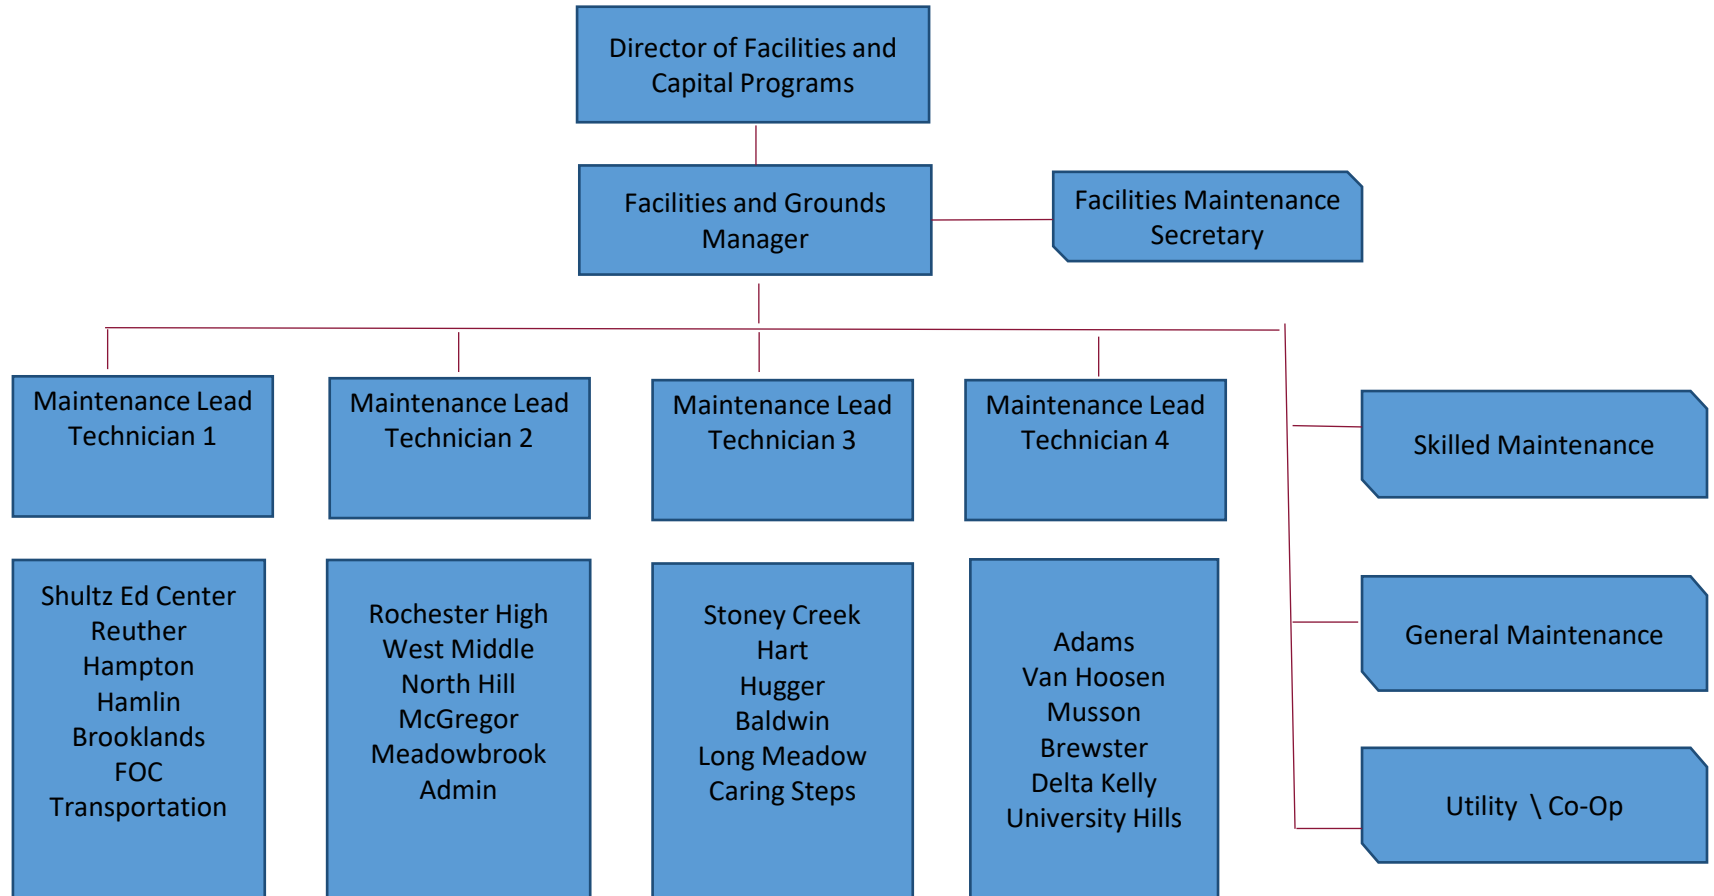 Director of Facilities and
Capital Programs
Facilities and Grounds
Manager
Facilities Maintenance
Secretary
Maintenance Lead
Technician 1
Maintenance Lead
Technician 2
Maintenance Lead
Technician 3
Maintenance Lead
Technician 4
Skilled Maintenance
General Maintenance
Utility \ Co-Op
Shultz Ed Center
Reuther
Hampton
Hamlin
Brooklands
FOC
Transportation
Rochester High
West Middle
North Hill
McGregor
Meadowbrook
Admin
Stoney Creek
Hart
Hugger
Baldwin
Long Meadow
Caring Steps
Adams
Van Hoosen
Musson
Brewster
Delta Kelly
University Hills